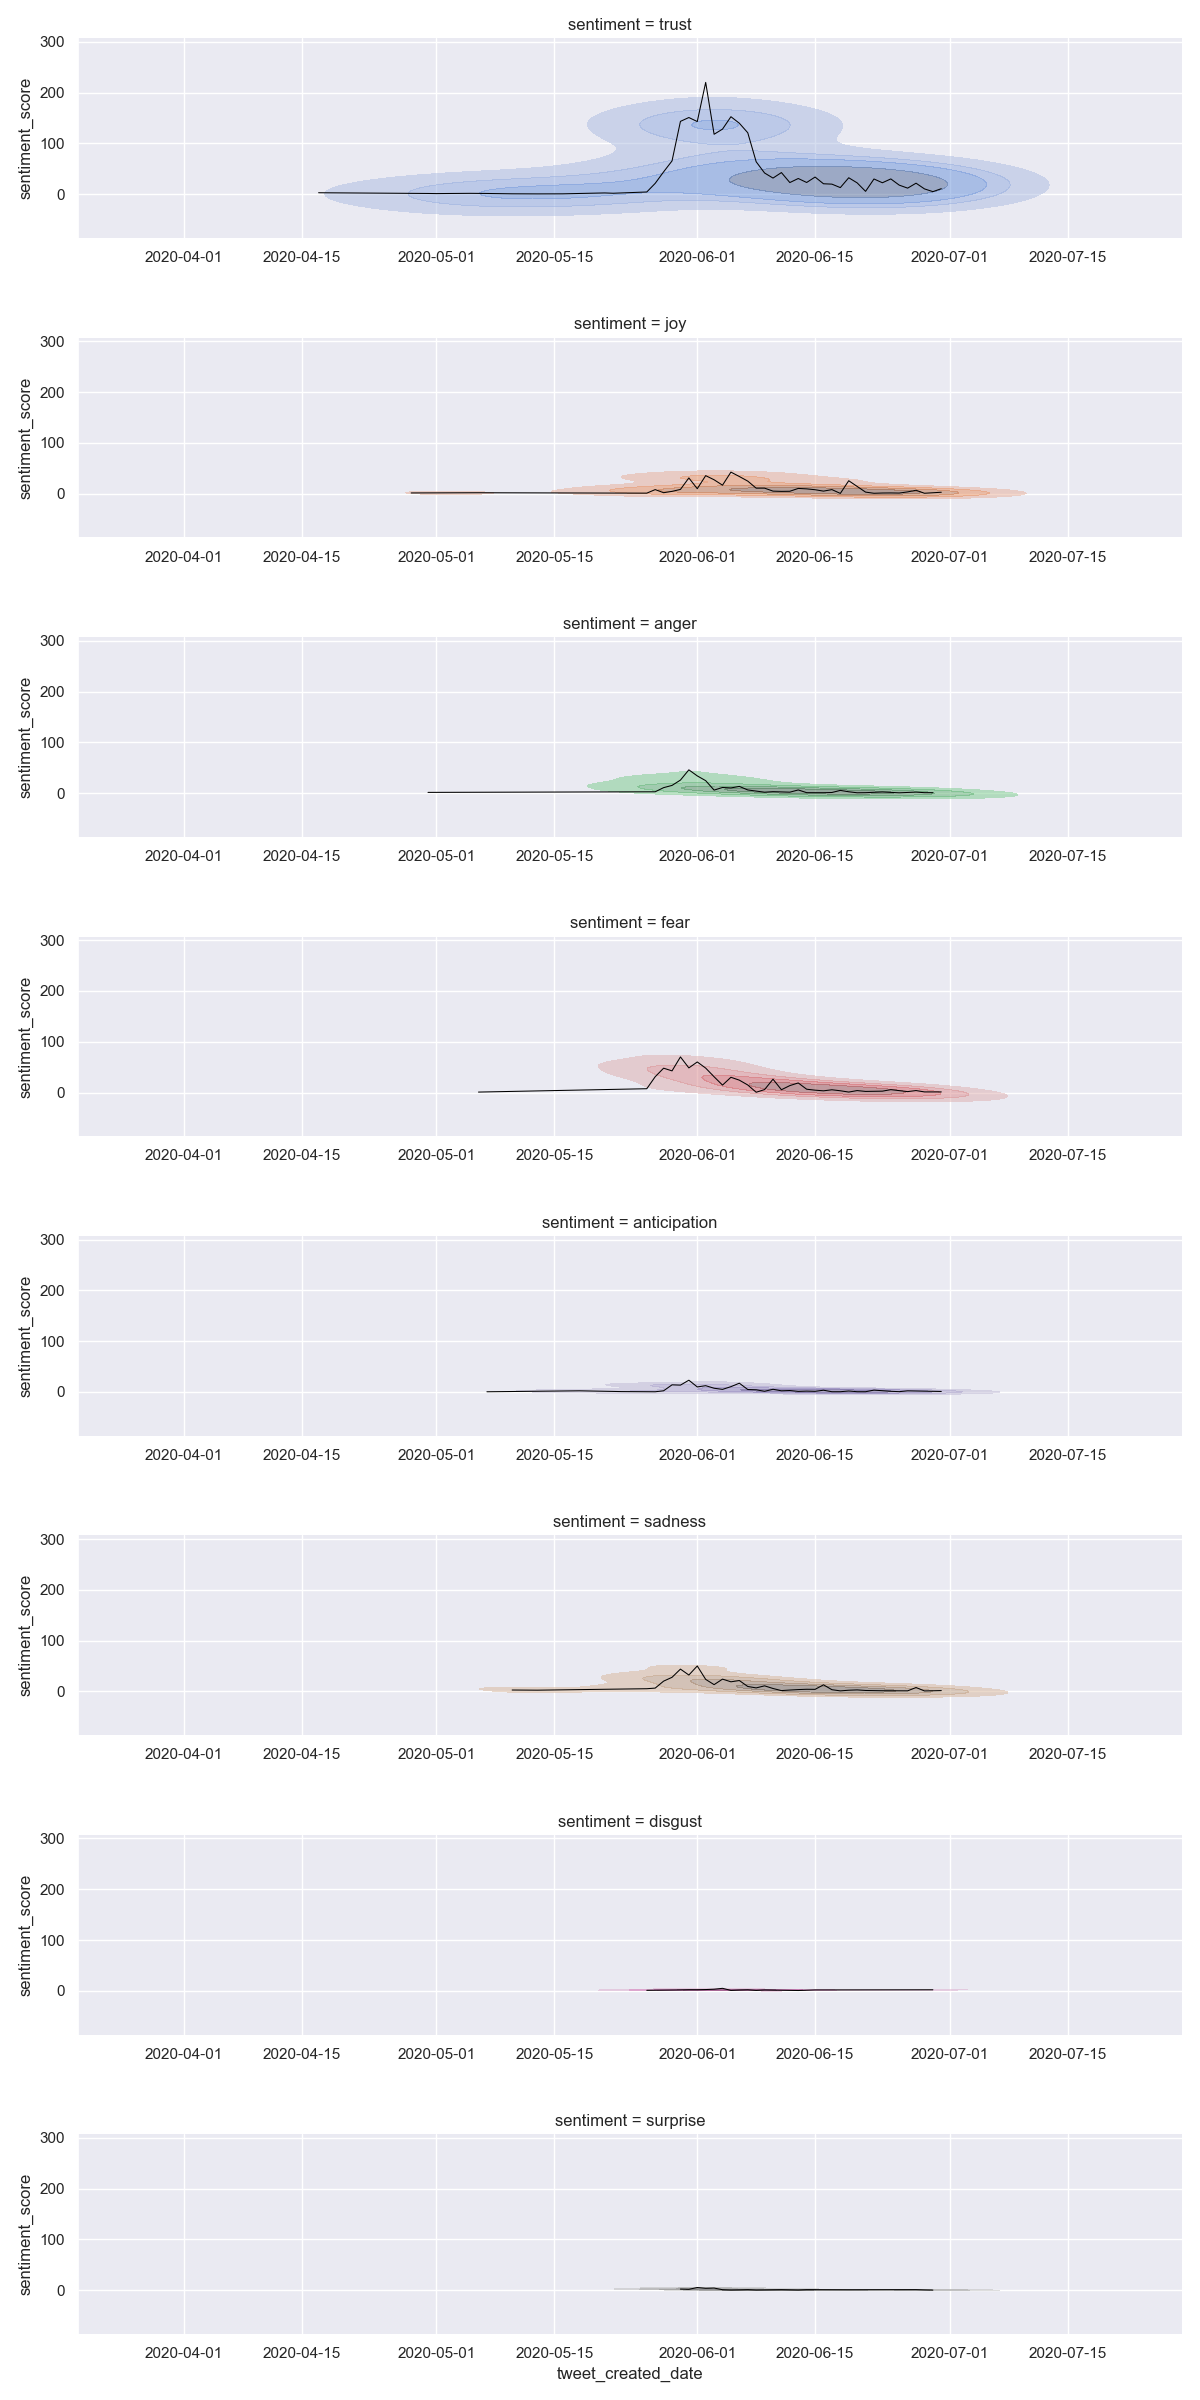 sentiment = trust
300
200
100
0
sentiment_score
2020-04-01 2020-04-15 2020-05-01 2020-05-15 2020-06-01 2020-06-15 2020-07-01 2020-07-15
sentiment = joy
300
200
100
0
sentiment_score
2020-04-01 2020-04-15 2020-05-01 2020-05-15 2020-06-01 2020-06-15 2020-07-01 2020-07-15
sentiment = anger
300
200
100
0
sentiment_score
2020-04-01 2020-04-15 2020-05-01 2020-05-15 2020-06-01 2020-06-15 2020-07-01 2020-07-15
sentiment = fear
300
200
100
0
sentiment_score
2020-04-01 2020-04-15 2020-05-01 2020-05-15 2020-06-01 2020-06-15 2020-07-01 2020-07-15
sentiment = anticipation
300
200
100
0
sentiment_score
2020-04-01 2020-04-15 2020-05-01 2020-05-15 2020-06-01 2020-06-15 2020-07-01 2020-07-15
sentiment = sadness
300
200
100
0
sentiment_score
2020-04-01 2020-04-15 2020-05-01 2020-05-15 2020-06-01 2020-06-15 2020-07-01 2020-07-15
sentiment = disgust
300
200
100
0
sentiment_score
2020-04-01 2020-04-15 2020-05-01 2020-05-15 2020-06-01 2020-06-15 2020-07-01 2020-07-15
sentiment = surprise
300
200
100
0
sentiment_score
2020-04-01 2020-04-15 2020-05-01 2020-05-15 2020-06-01 2020-06-15 2020-07-01 2020-07-15
tweet_created_date